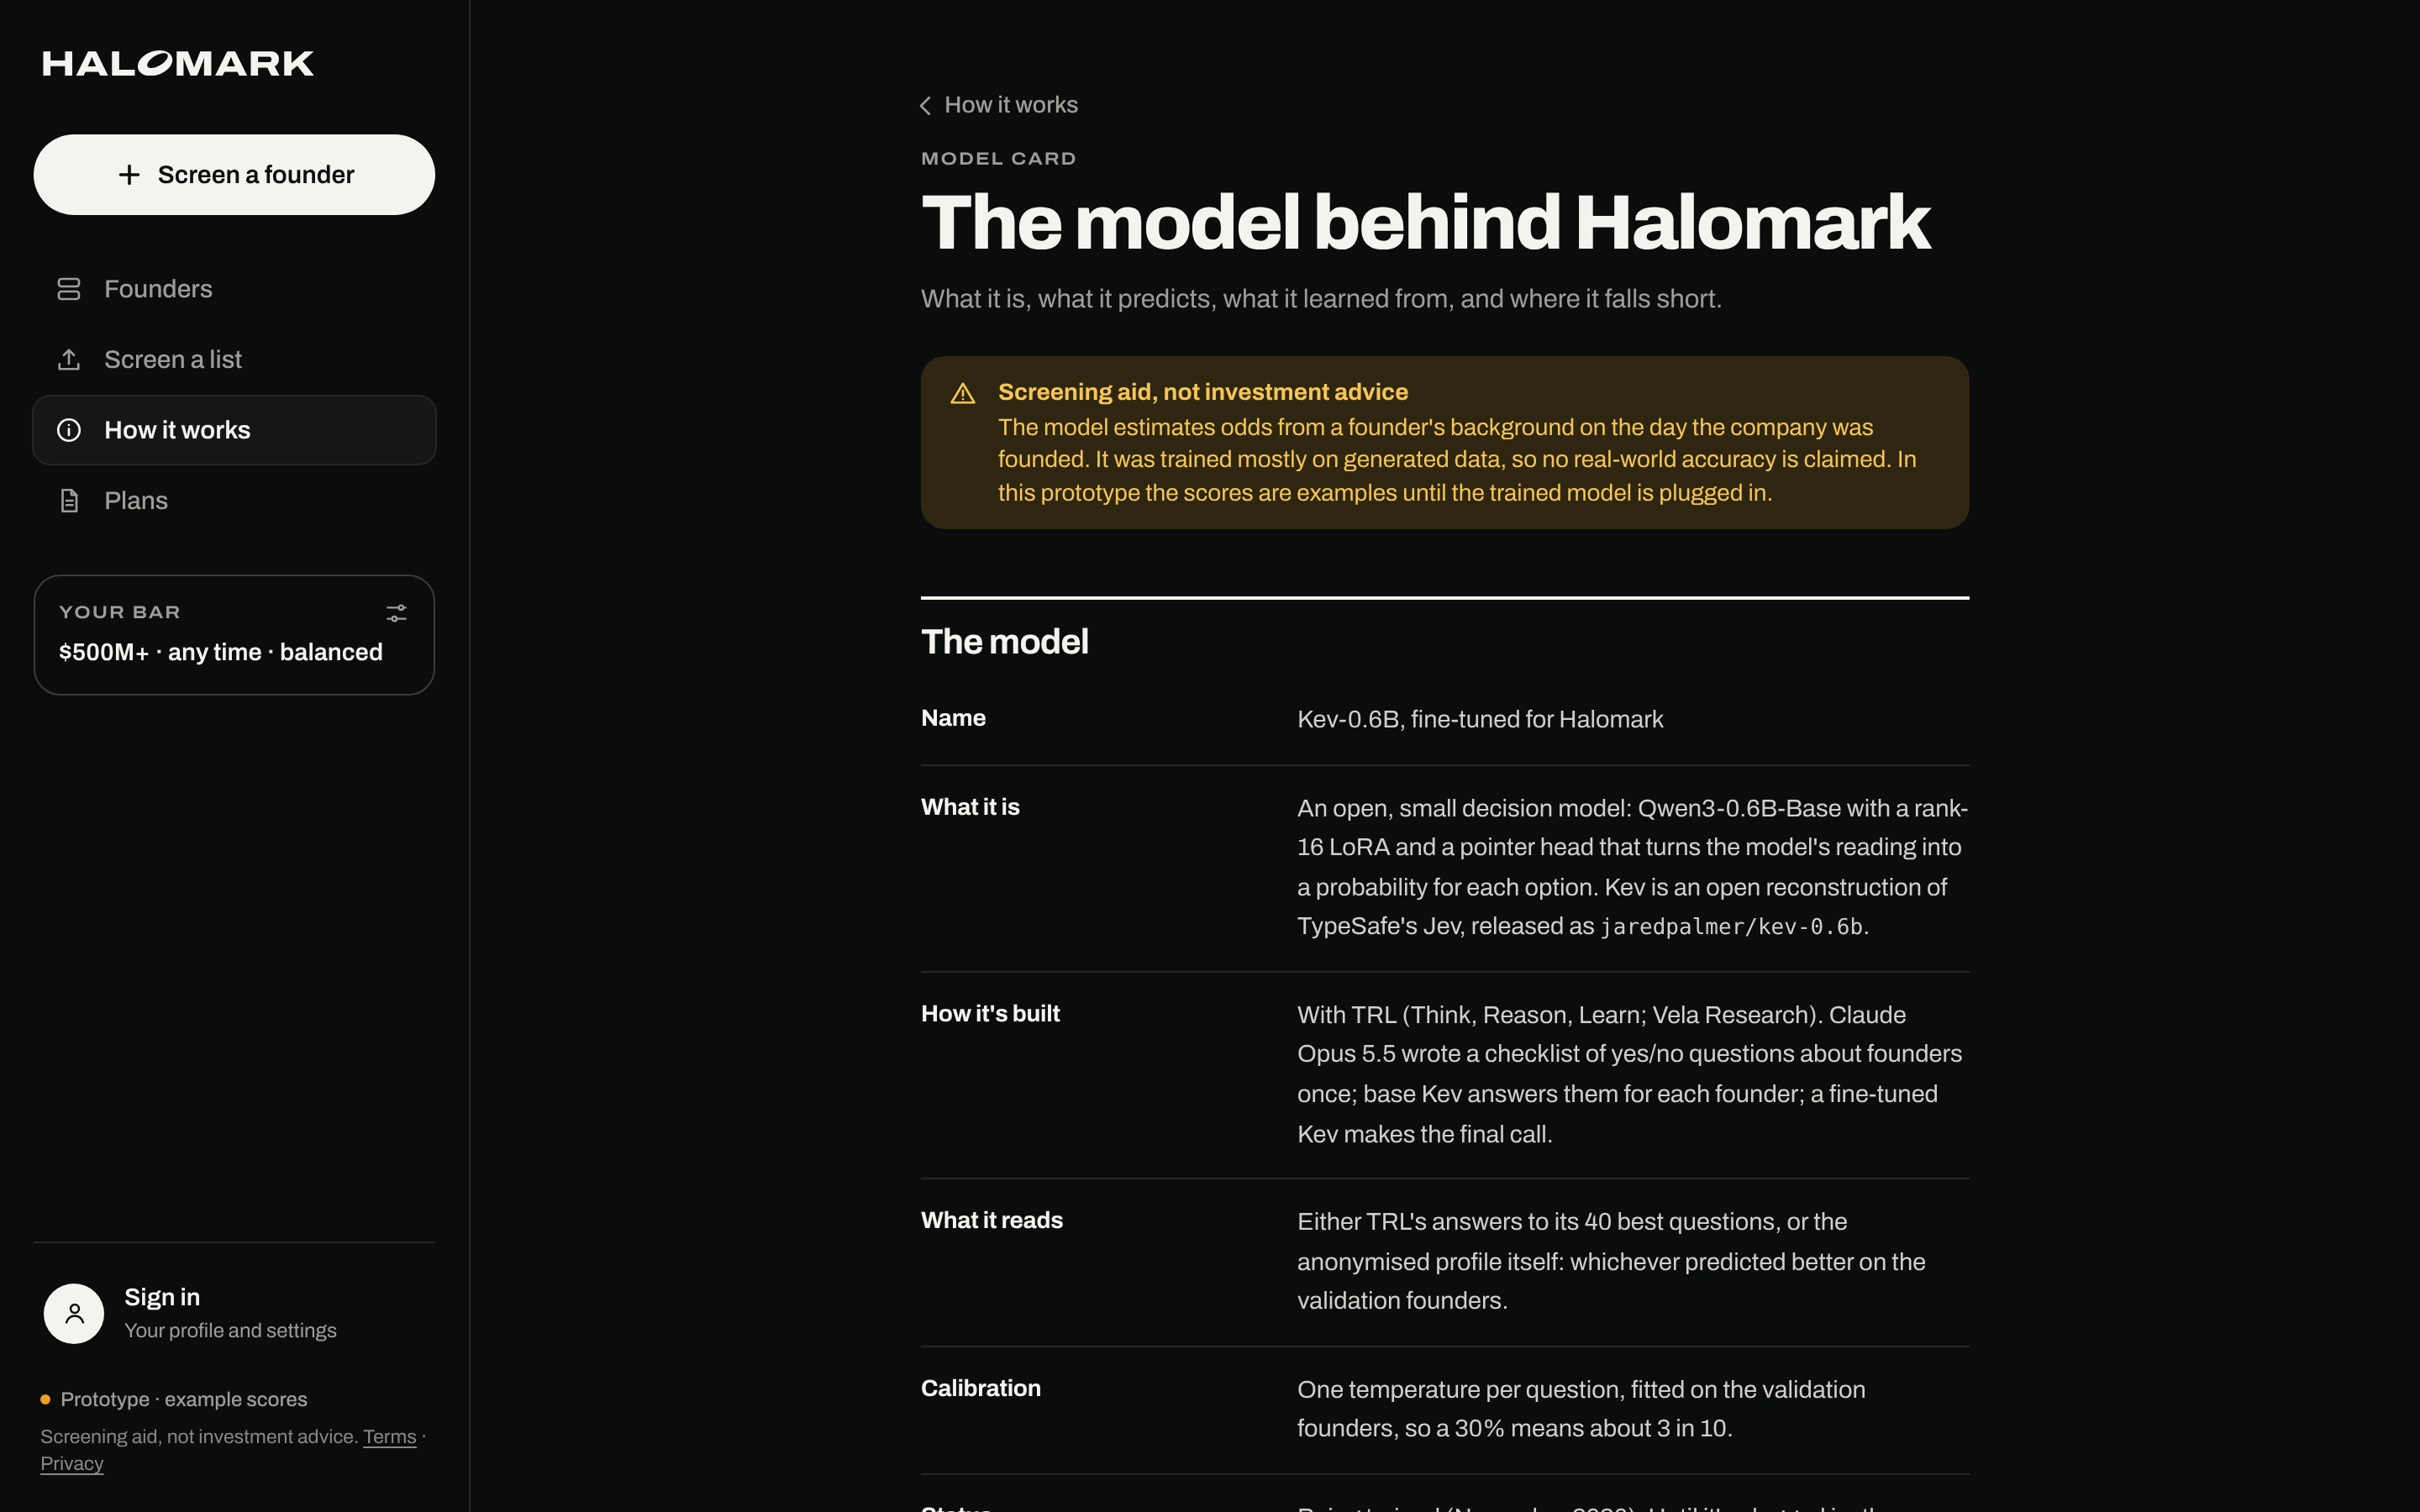 HALOMARK
Screen a founder
Founders
Screen a list
How it works
Plans
YOUR BAR
$500M+ · any time · balanced
Sign in
Your profile and settings
Prototype · example scores
Screening aid, not investment advice. Terms ·
Privacy
How it works
MODEL CARD
The model behind Halomark
What it is, what it predicts, what it learned from, and where it falls short.
Screening aid, not investment advice
The model estimates odds from a founder's background on the day the company was
founded. It was trained mostly on generated data, so no real-world accuracy is claimed. In
this prototype the scores are examples until the trained model is plugged in.
The model
Name
Kev-0.6B, fine-tuned for Halomark
What it is
An open, small decision model: Qwen3-0.6B-Base with a rank-
16 LoRA and a pointer head that turns the model's reading into
a probability for each option. Kev is an open reconstruction of
TypeSafe's Jev, released as jaredpalmer/kev-0.6b.
How it's built
With TRL (Think, Reason, Learn; Vela Research). Claude
Opus 5.5 wrote a checklist of yes/no questions about founders
once; base Kev answers them for each founder; a fine-tuned
Kev makes the final call.
What it reads
Either TRL's answers to its 40 best questions, or the
anonymised profile itself: whichever predicted better on the
validation founders.
Calibration
One temperature per question, fitted on the validation
founders, so a 30% means about 3 in 10.